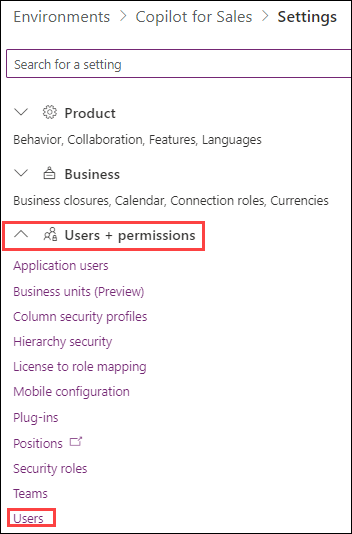 Environments > Copilot for Sales > Settings
Search for a setting
Product
Behavior, Collaboration, Features, Languages
Business
Business closures, Calendar, Connection roles, Currencies
Users + permissions
Application users
Business units (Preview)
Column security profiles
Hierarchy security
License to role mapping
Mobile configuration
Plug-ins
Positions
Security roles
Teams
Users